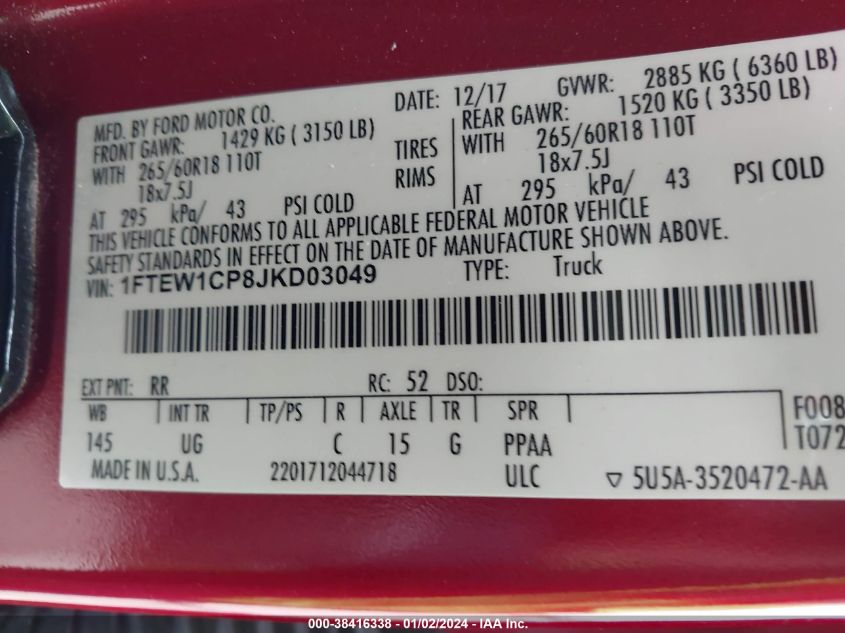 MFD. BY FORD MOTOR CO.
DATE: 12/17 GVWR: 2885 KG ( 6360 LB)
FRONT GAWR: 1429 KG ( 3150 LB) REAR GAWR: 1520 KG ( 3350 LB)
WITH 265/60R18 110T TIRES WITH 265/60R18 110T
18x7.5J RIMS 18x7.5J
AT 295 kPa/ 43 PSI COLD AT 295 kPa/ 43 PSI COLD
THIS VEHICLE CONFORMS TO ALL APPLICABLE FEDERAL MOTOR VEHICLE
SAFETY STANDARDS IN EFFECT ON THE DATE OF MANUFACTURE SHOWN ABOVE.
VIN: 1FTEW1CP8JKD03049 TYPE: Truck
EXT PNT: RR RC: 52 DSO:
WB INT TR TP/PS R AXLE TR SPR F008
145 UG C 15 G PPAA T072
MADE IN U.S.A. 2201712044718 ULC ▽ 5U5A-3520472-AA
000-38416338 - 01/02/2024 - IAA Inc.